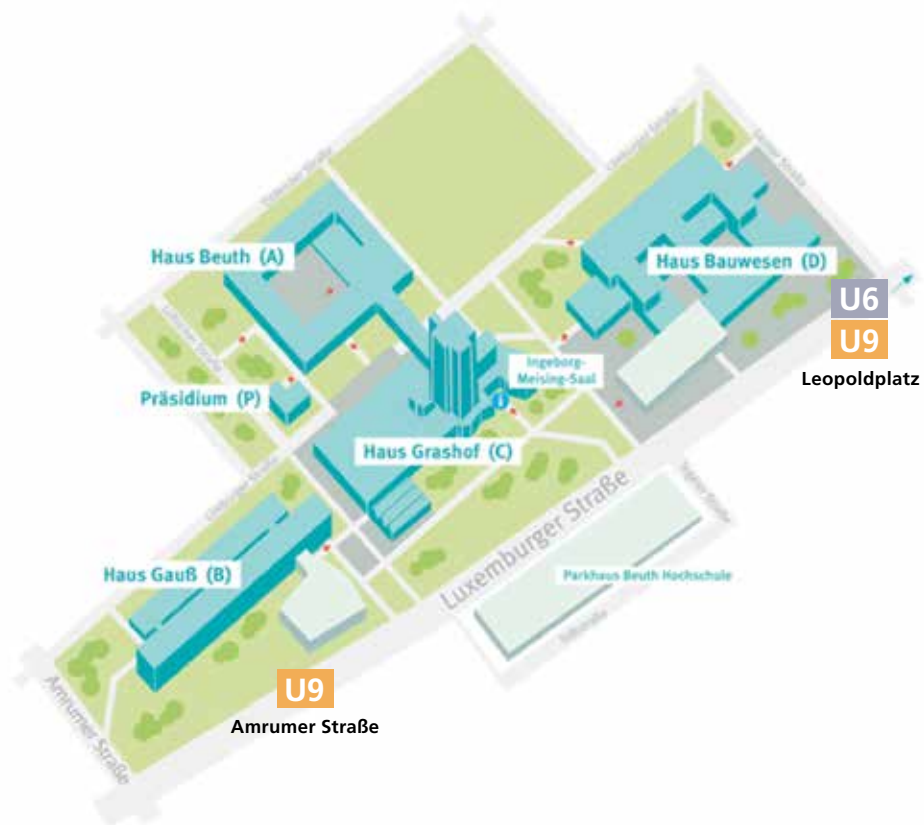 Haus Beuth (A)
Haus Bauwesen (D)
U6
U9
Leopoldplatz
Ingeborg-
Meising-Saal
Präsidium (P)
Haus Grashof (C)
Luxemburger Straße
Haus Gauß (B)
Parkhaus Beuth Hochschule
U9
Amrumer Straße
Amrumer Straße